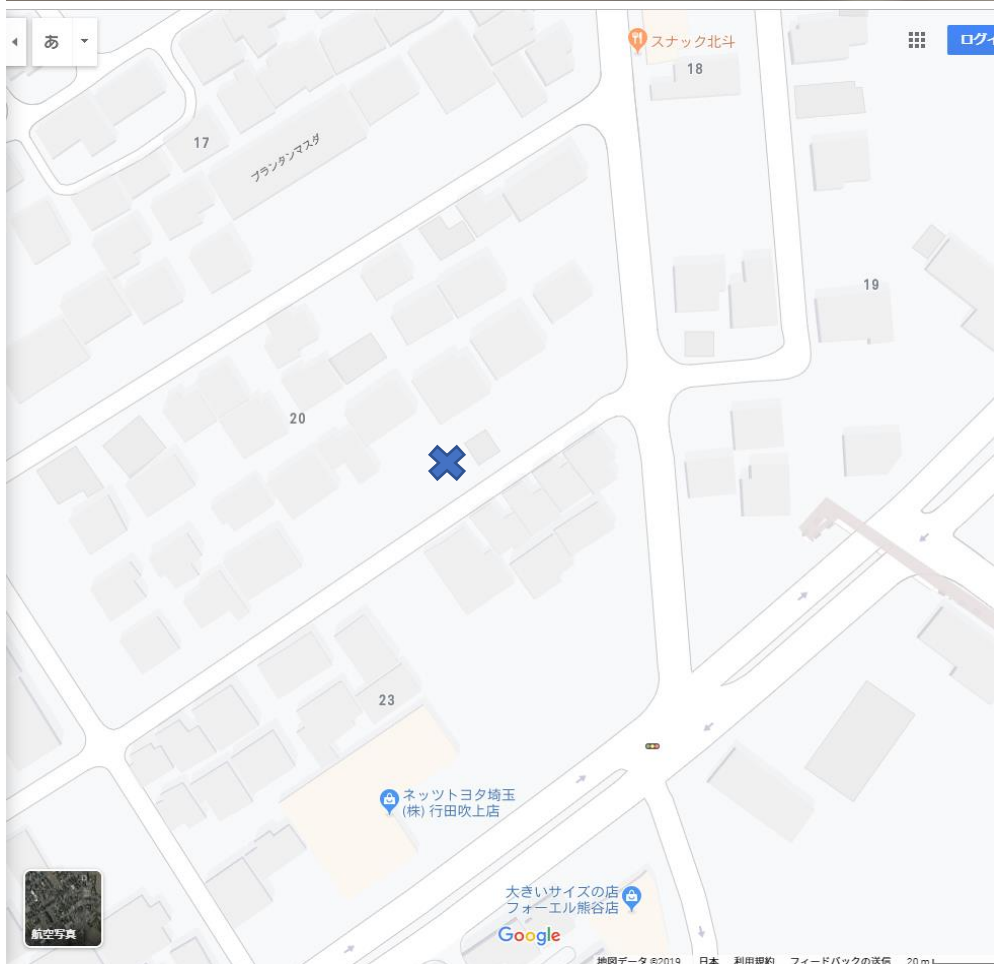 あ
スナック北斗
ログイ
18
17
プランタンマスダ
19
20
23
ネッツトヨタ埼玉
(株) 行田吹上店
大きいサイズの店
フォーエル熊谷店
航空写真
Google
地図データ ©2019 日本 利用規約 フィードバックの送信 20 m